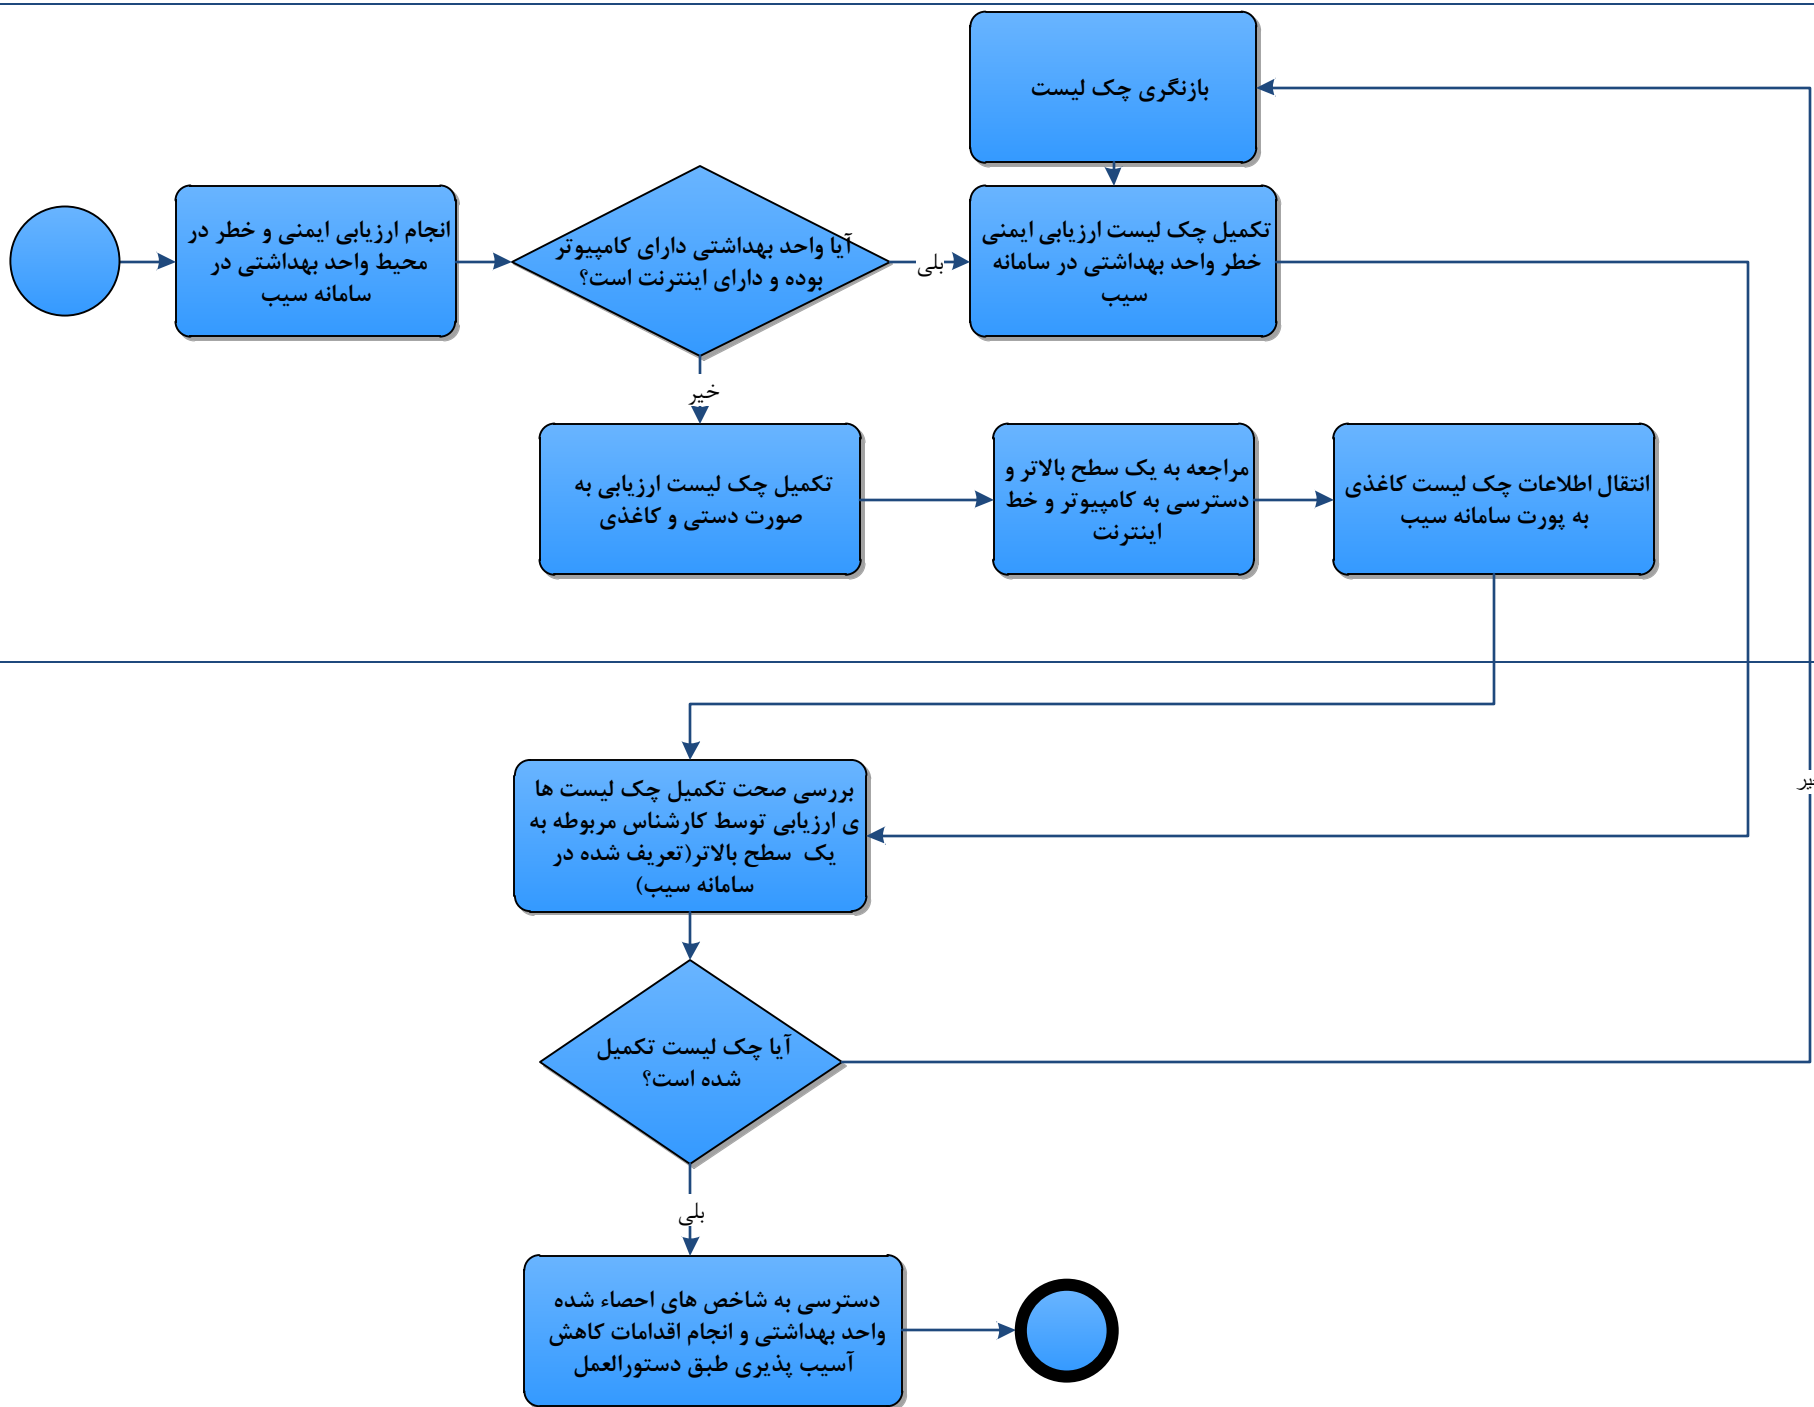 بازنگری چک لیست
انجام ارزیابی ایمنی و خطر در
محیط واحد بهداشتی در
سامانه سیب
آیا واحد بهداشتی دارای کامپیوتر
بوده و دارای اینترنت است؟
بلی
تکمیل چک لیست ارزیابی ایمنی
خطر واحد بهداشتی در سامانه
سیب
خیر
تکمیل چک لیست ارزیابی به
صورت دستی و کاغذی
مراجعه به یک سطح بالاتر و
دسترسی به کامپیوتر و خط
اینترنت
انتقال اطلاعات چک لیست کاغذی
به پورت سامانه سیب
بررسی صحت تکمیل چک لیست ها
ی ارزیابی توسط کارشناس مربوطه به
یک سطح بالاتر(تعریف شده در
سامانه سیب)
آیا چک لیست تکمیل
شده است؟
بلی
دسترسی به شاخص های احصاء شده
واحد بهداشتی و انجام اقدامات کاهش
آسیب پذیری طبق دستورالعمل